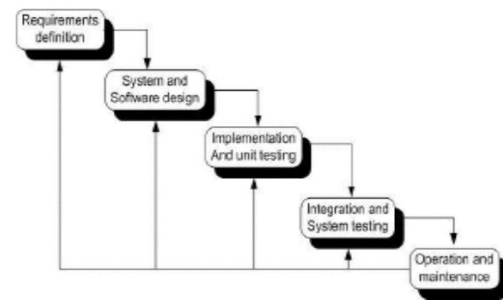 Requirements
definition
System and
Software design
Implementation
And unit testing
Integration and
System testing
Operation and
maintenance